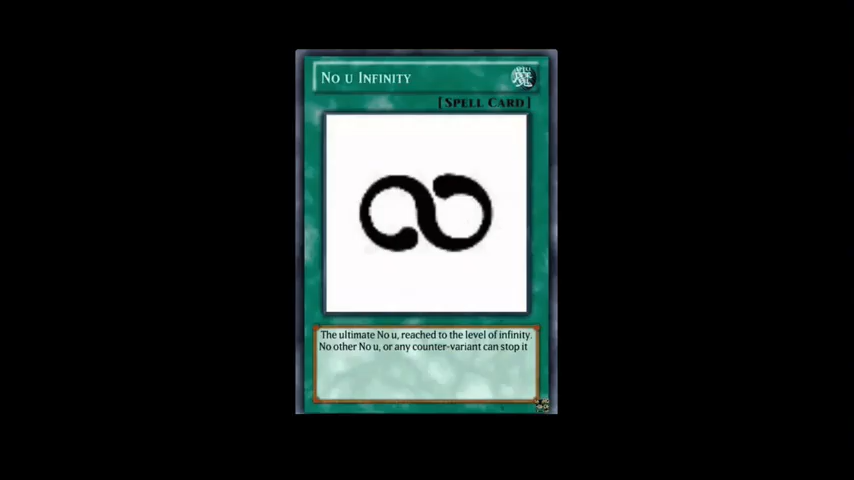 No u Infinity
[Spell Card]
The ultimate No u, reached to the level of infinity.
No other No u, or any counter-variant can stop it